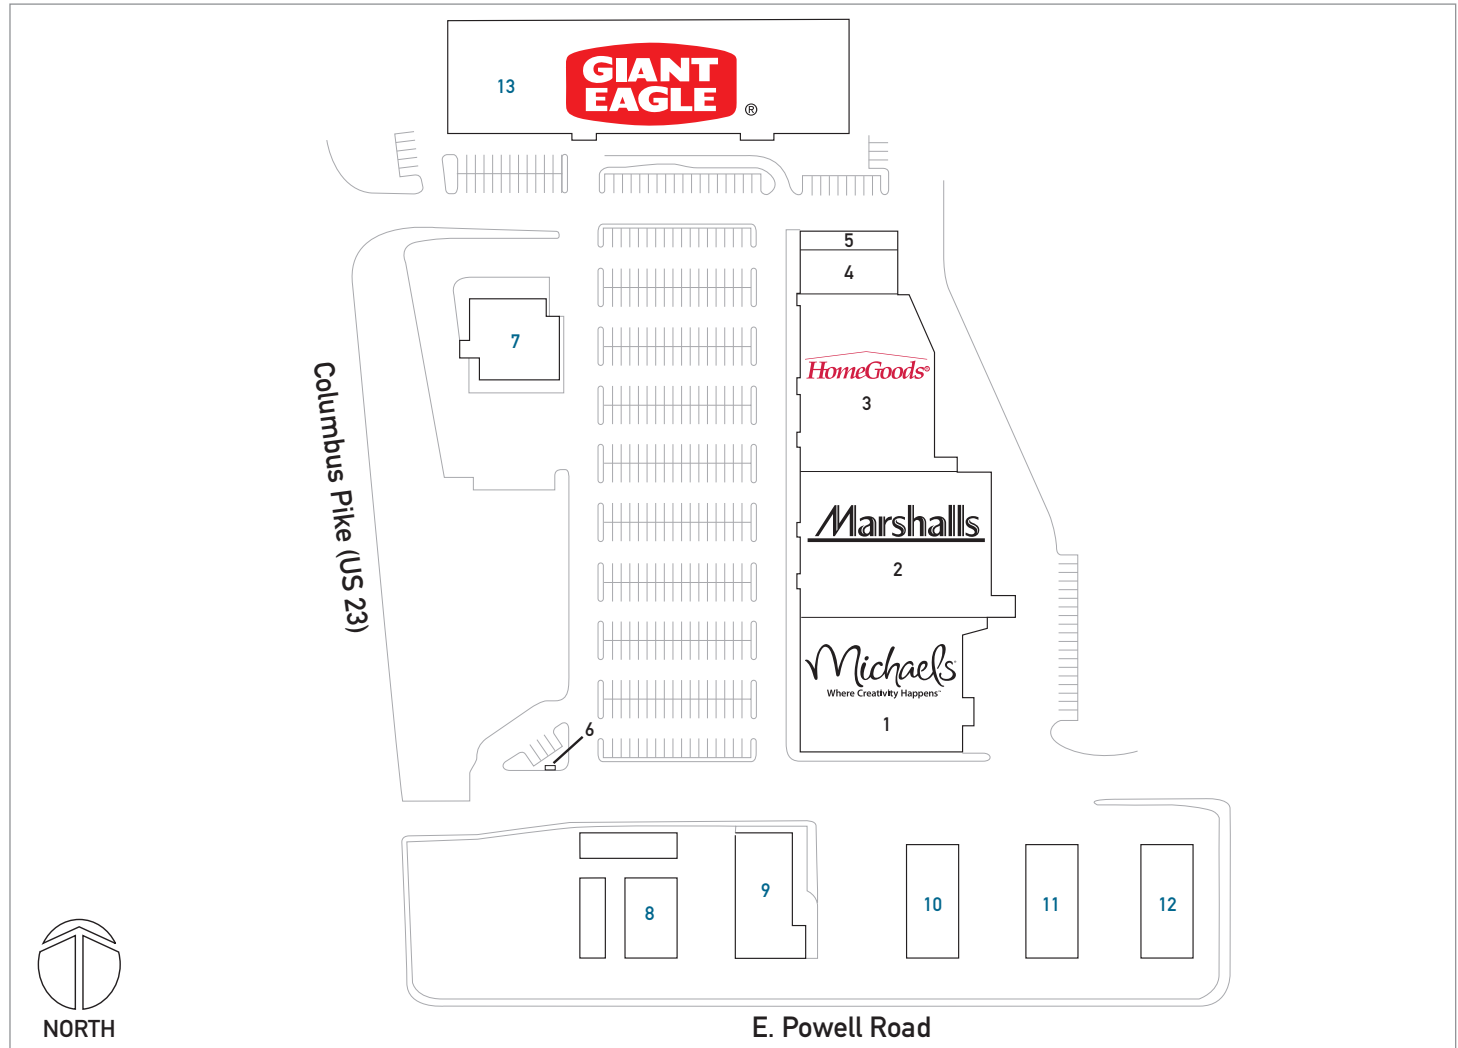 GIANT
EAGLE
®
13
5
4
7
HomeGoods®
3
Columbus Pike (US 23)
Marshalls
2
Michaels
Where Creativity Happens™
1
6
9
8
10
11
12
NORTH
E. Powell Road